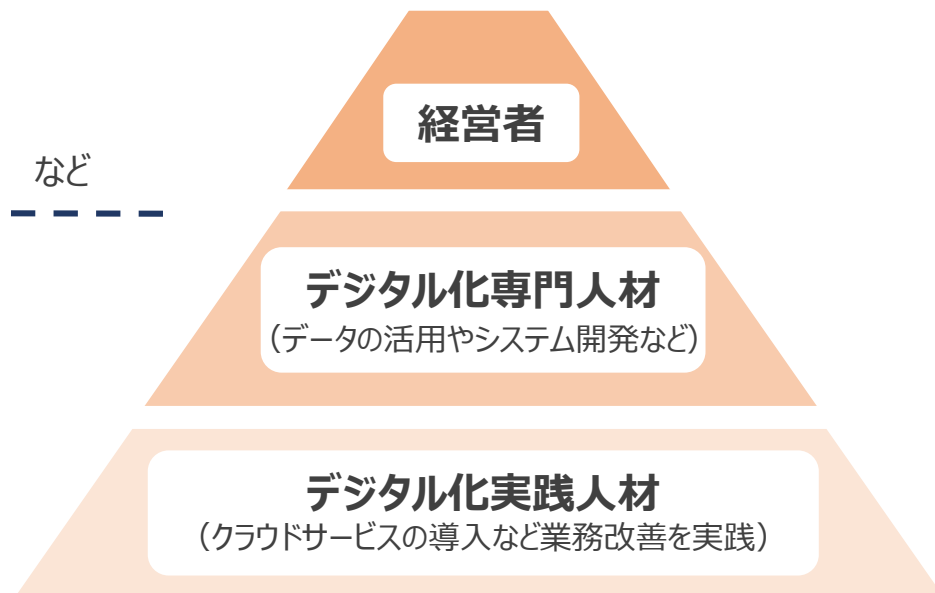 経営者
など
デジタル化専門人材
（データの活用やシステム開発など）
デジタル化実践人材
（クラウドサービスの導入など業務改善を実践）